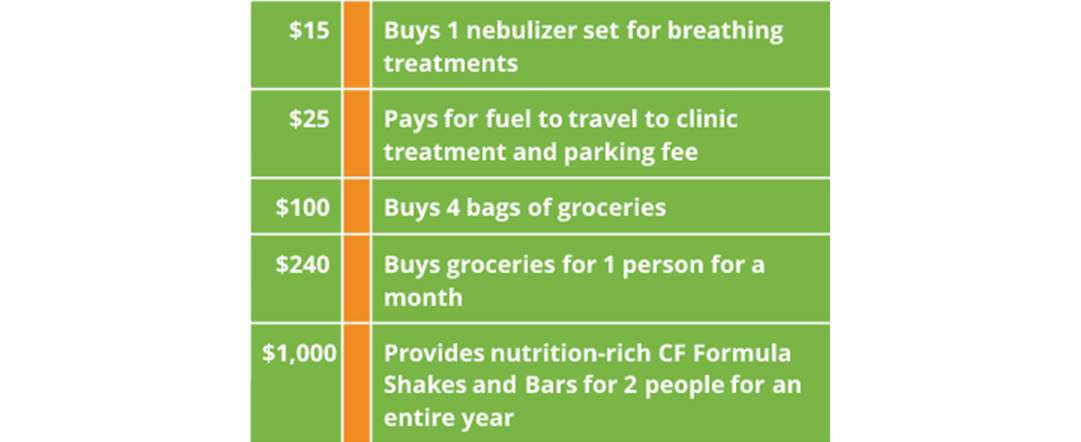 $15 Buys 1 nebulizer set for breathing
treatments
$25 Pays for fuel to travel to clinic
treatment and parking fee
$100 Buys 4 bags of groceries
$240 Buys groceries for 1 person for a
month
$1,000 Provides nutrition-rich CF Formula
Shakes and Bars for 2 people for an
entire year